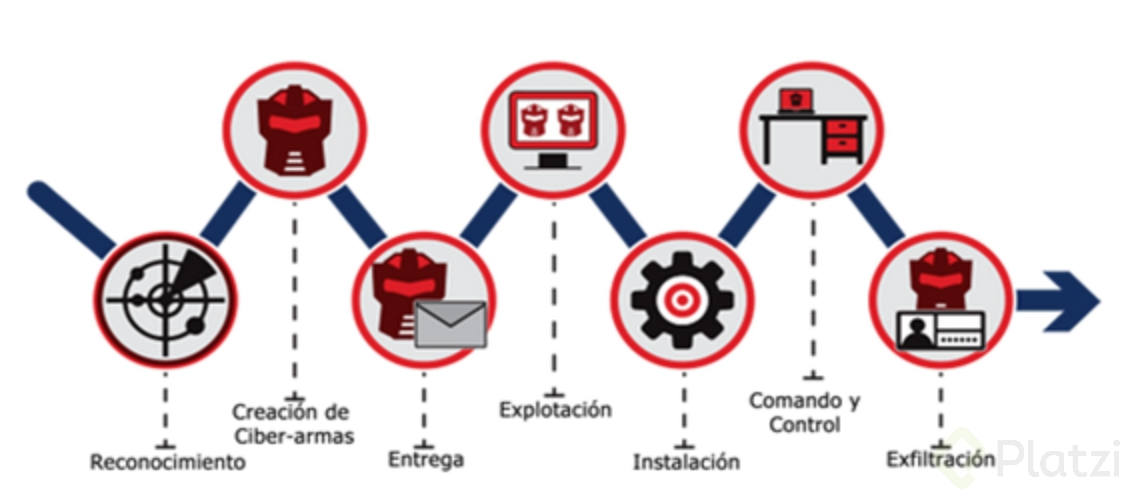 Reconocimiento
Creación de
Ciber-armas
Entrega
Explotación
Instalación
Comando y
Control
Exfiltración
Platzi